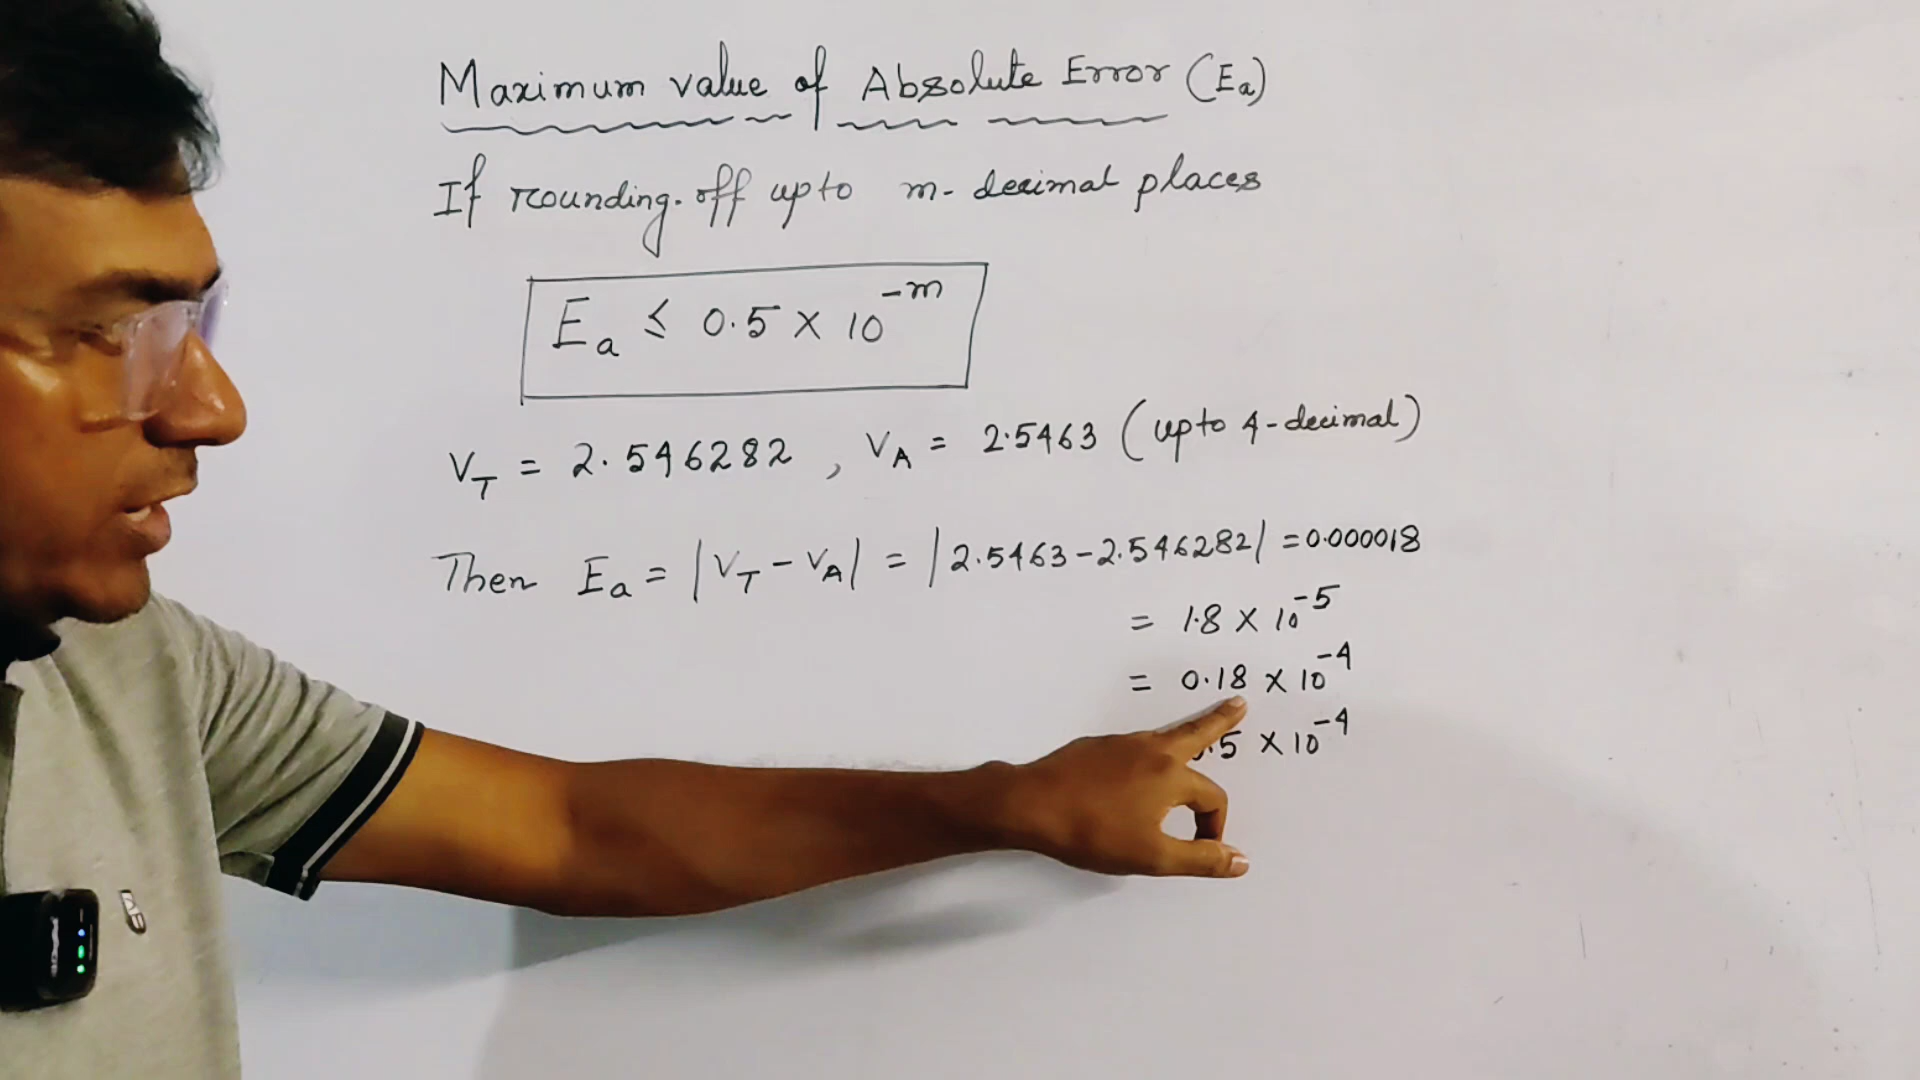 Maximum value of Absolute Error (Ea)
If rounding-off upto m-decimal places
Ea ≤ 0.5 × 10^-m
VT = 2.546282 , VA = 2.5463 (upto 4-decimal)
Then Ea = |VT - VA| = |2.5463 - 2.546282| = 0.000018
= 1.8 × 10^-5
= 0.18 × 10^-4
.5 × 10^-4